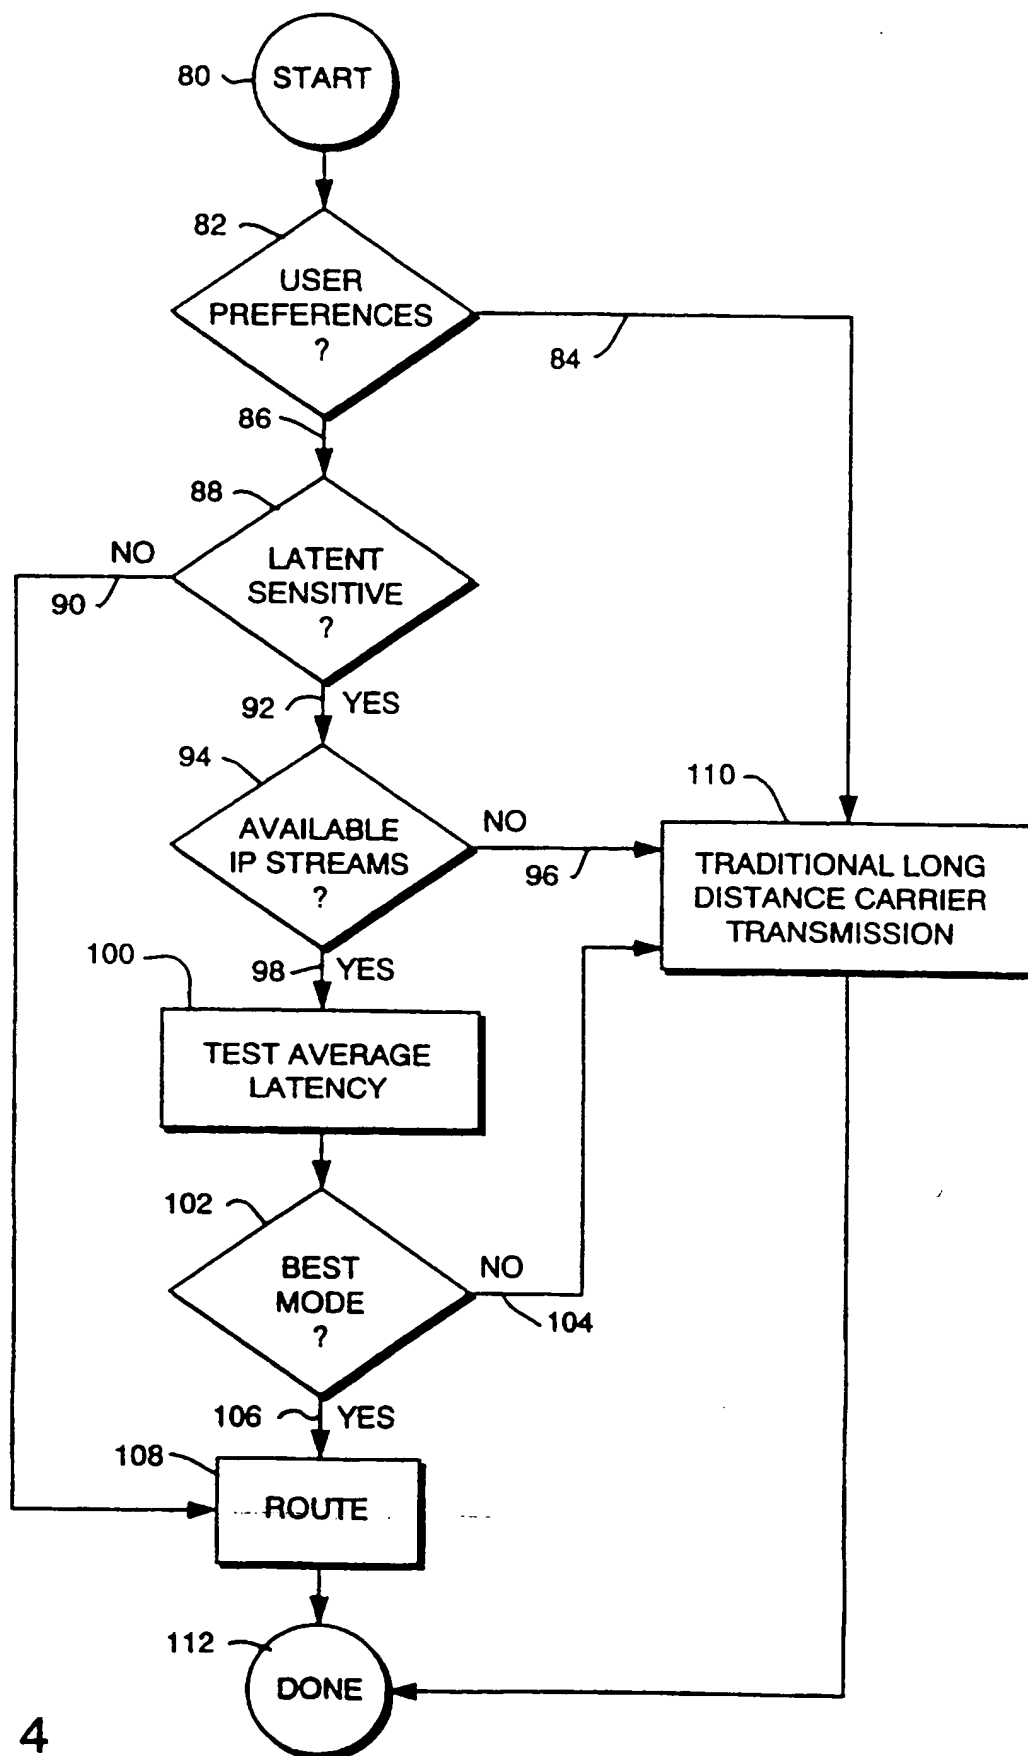 80
START
82
USER
PREFERENCES
?
84
86
88
NO
LATENT
SENSITIVE
?
90
92
YES
94
110
AVAILABLE
IP STREAMS
?
NO
96
TRADITIONAL LONG
DISTANCE CARRIER
TRANSMISSION
100
98
YES
TEST AVERAGE
LATENCY
102
BEST
MODE
?
NO
104
106
YES
108
ROUTE
112
DONE
4